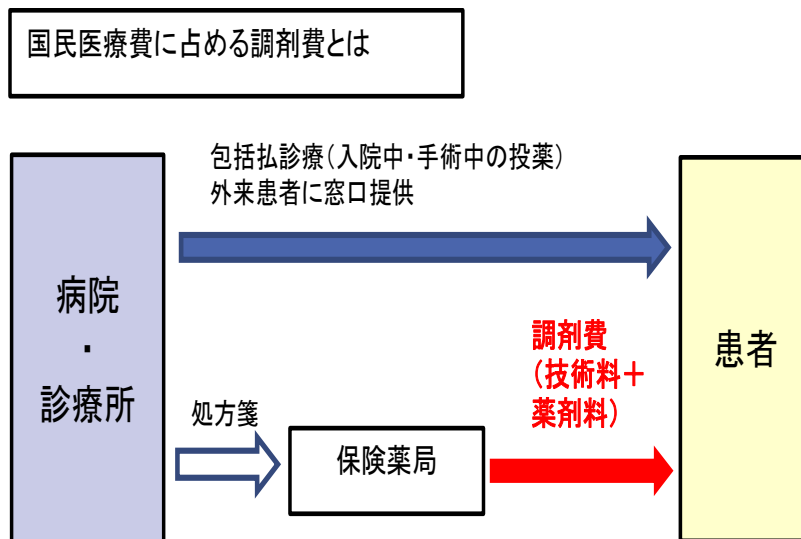 国民医療費に占める調剤費とは
包括払診療（入院中・手術中の投薬）
外来患者に窓口提供
病院
・
診療所
処方箋
保険薬局
調剤費
（技術料＋
薬剤料）
患者